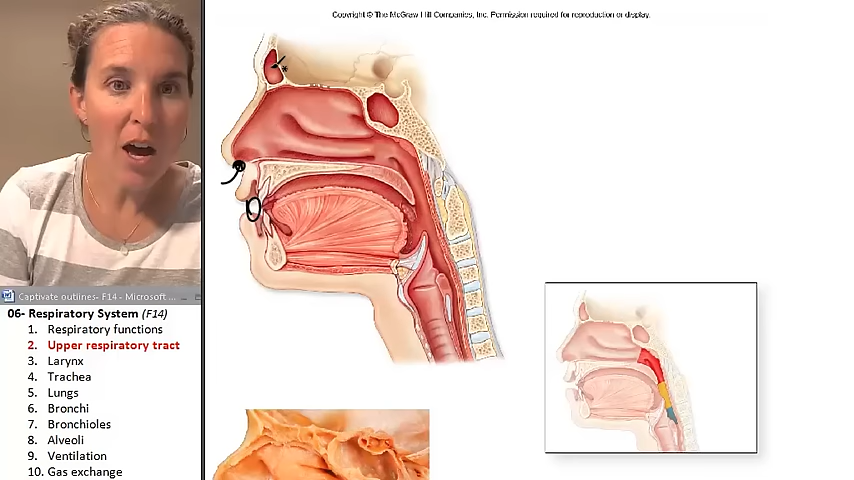 Copyright © The McGraw Hill Companies, Inc. Permission required for reproduction or display.
Captivate outlines- F14 - Microsoft ...
06- Respiratory System (F14)
1. Respiratory functions
2. Upper respiratory tract
3. Larynx
4. Trachea
5. Lungs
6. Bronchi
7. Bronchioles
8. Alveoli
9. Ventilation
10. Gas exchange